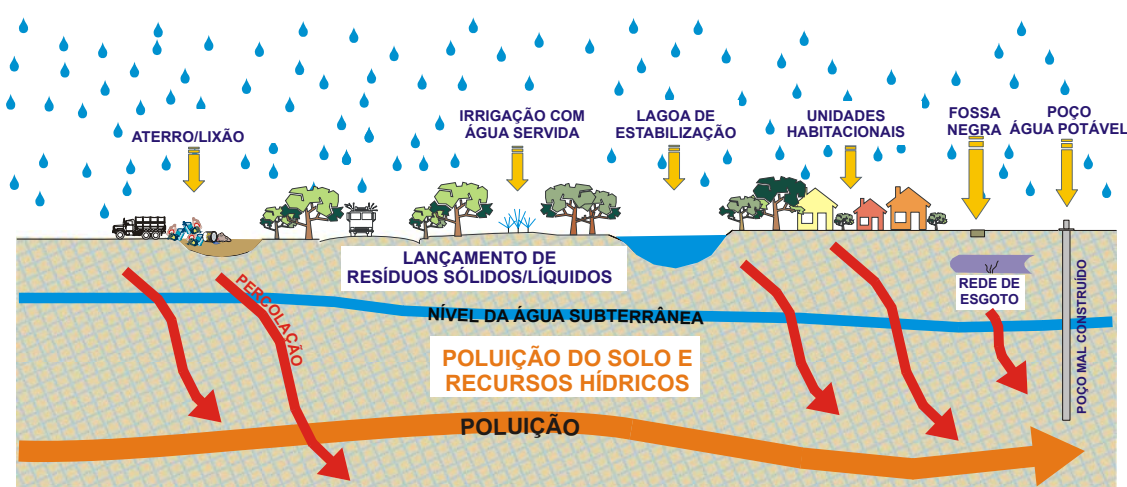 ATERRO/LIXÃO
IRRIGAÇÃO COM
ÁGUA SERVIDA
LAGOA DE
ESTABILIZAÇÃO
UNIDADES
HABITACIONAIS
FOSSA
NEGRA
POÇO
ÁGUA POTÁVEL
LANÇAMENTO DE
RESÍDUOS SÓLIDOS/LÍQUIDOS
REDE DE
ESGOTO
PERCOLAÇÃO
NÍVEL DA ÁGUA SUBTERRÂNEA
POÇO MAL CONSTRUÍDO
POLUIÇÃO DO SOLO E
RECURSOS HÍDRICOS
POLUIÇÃO